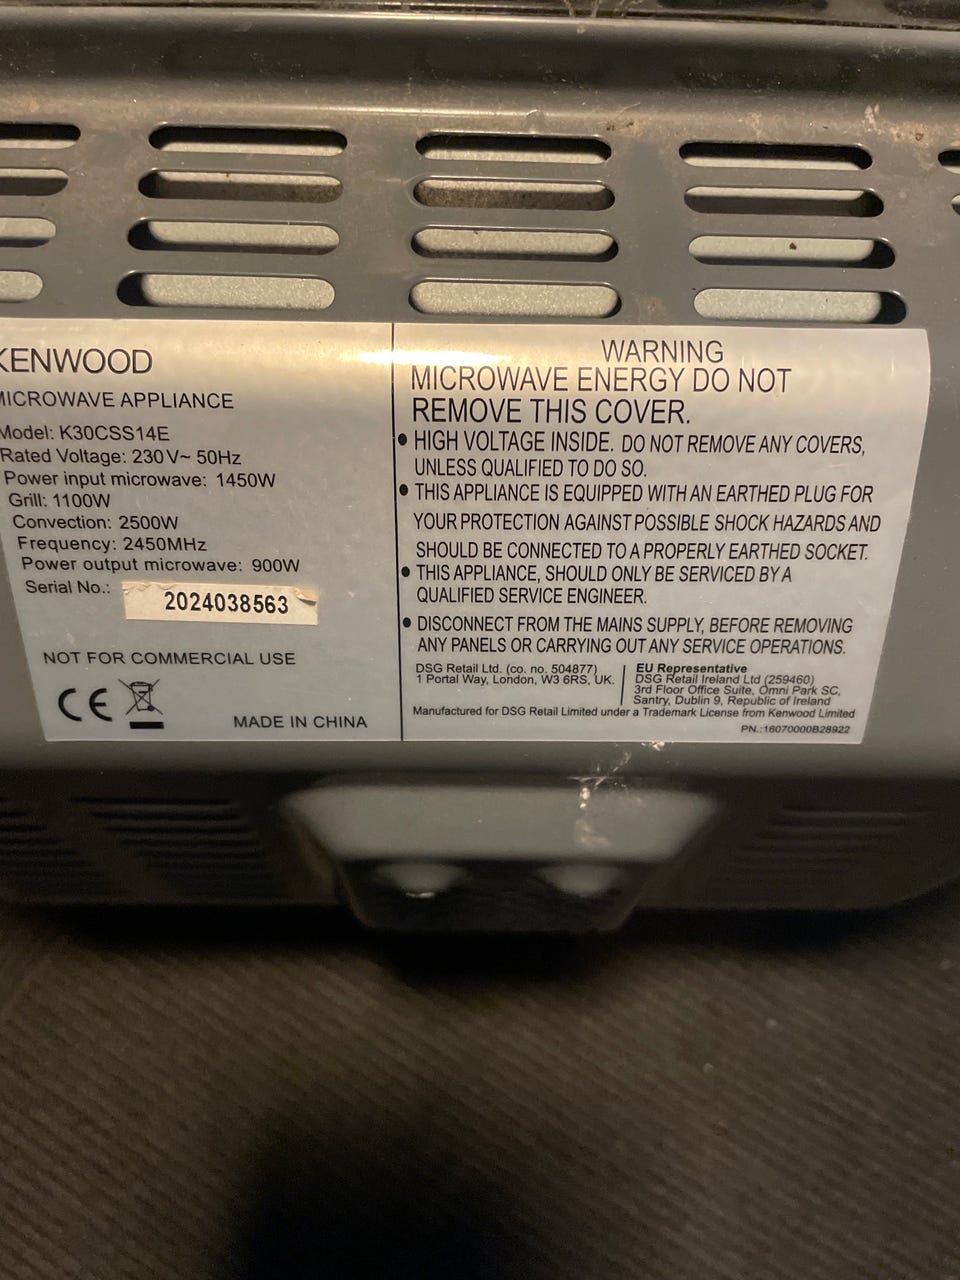 KENWOOD
MICROWAVE APPLIANCE
Model: K30CSS14E
Rated Voltage: 230V~ 50Hz
Power input microwave: 1450W
Grill: 1100W
Convection: 2500W
Frequency: 2450MHz
Power output microwave: 900W
Serial No.: 2024038563
NOT FOR COMMERCIAL USE
CE
MADE IN CHINA
WARNING
MICROWAVE ENERGY DO NOT
REMOVE THIS COVER.
• HIGH VOLTAGE INSIDE. DO NOT REMOVE ANY COVERS,
UNLESS QUALIFIED TO DO SO.
• THIS APPLIANCE IS EQUIPPED WITH AN EARTHED PLUG FOR
YOUR PROTECTION AGAINST POSSIBLE SHOCK HAZARDS AND
SHOULD BE CONNECTED TO A PROPERLY EARTHED SOCKET.
• THIS APPLIANCE, SHOULD ONLY BE SERVICED BY A
QUALIFIED SERVICE ENGINEER.
• DISCONNECT FROM THE MAINS SUPPLY, BEFORE REMOVING
ANY PANELS OR CARRYING OUT ANY SERVICE OPERATIONS.
DSG Retail Ltd. (co. no. 504877)
1 Portal Way, London, W3 6RS, UK.
EU Representative
DSG Retail Ireland Ltd (259460)
3rd Floor Office Suite, Omni Park SC,
Santry, Dublin 9, Republic of Ireland
Manufactured for DSG Retail Limited under a Trademark License from Kenwood Limited
PN.:16070000B28922